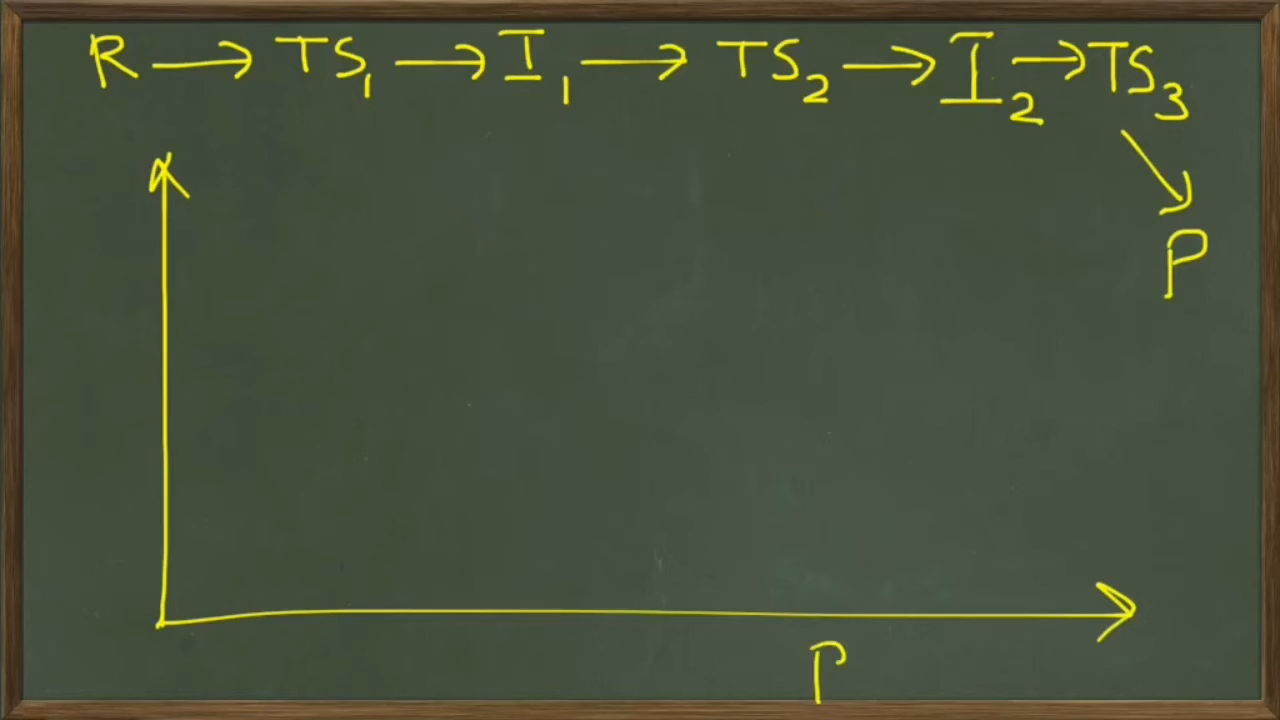 R → TS₁ → I₁ → TS₂ → I₂ → TS₃
P
P